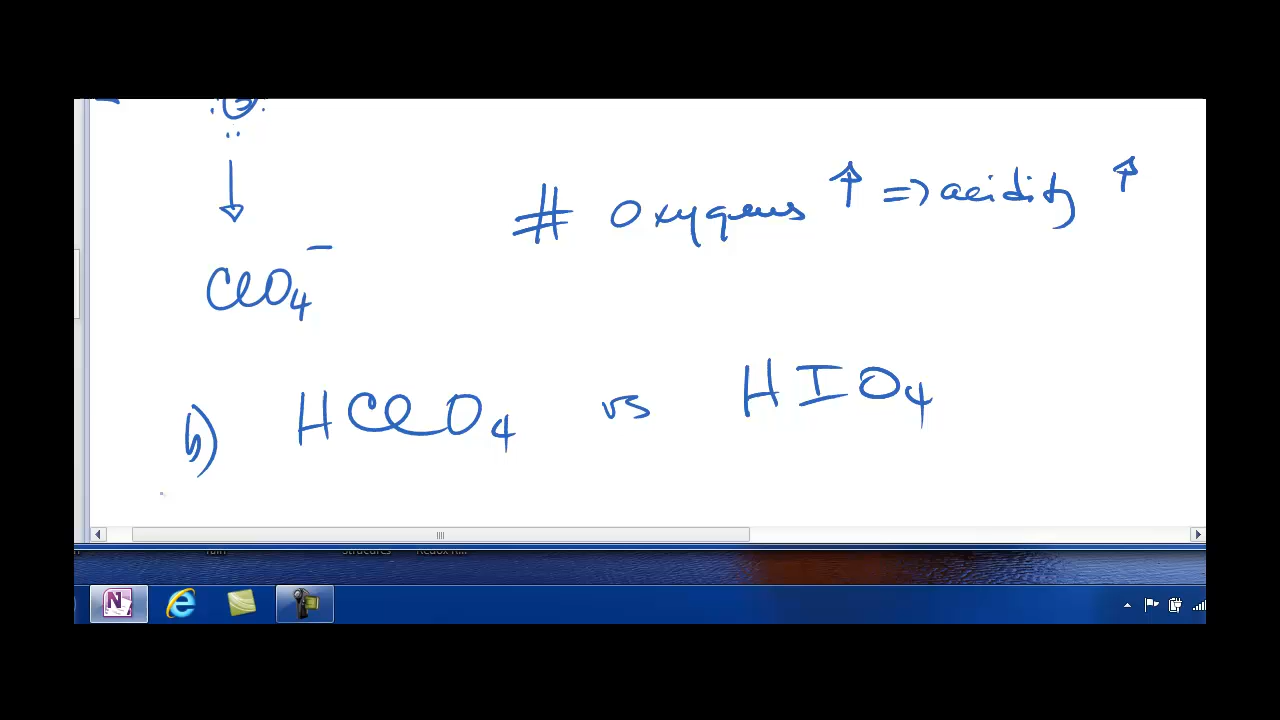 # Oxygens ↑ => acidity ↑
ClO4−
b) HClO4 vs HIO4